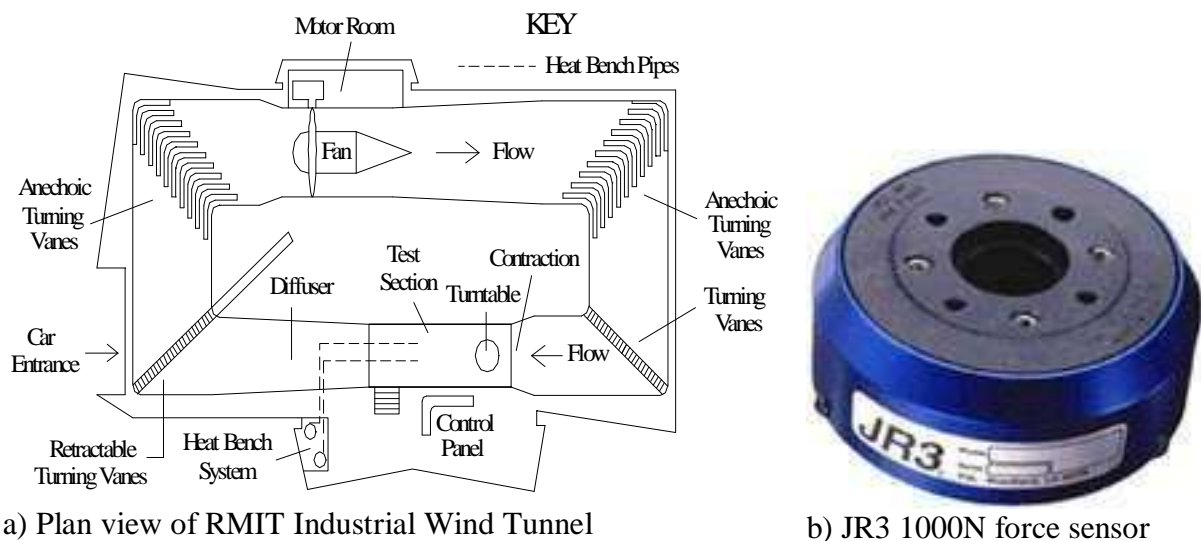 Motor Room
KEY
Heat Bench Pipes
Fan
Flow
Anechoic
Turning
Vanes
Anechoic
Turning
Vanes
Test
Section
Contraction
Diffuser
Turntable
Turning
Vanes
Car
Entrance
Flow
Control
Panel
Retractable
Turning Vanes
Heat Bench
System
JR3
a) Plan view of RMIT Industrial Wind Tunnel
b) JR3 1000N force sensor